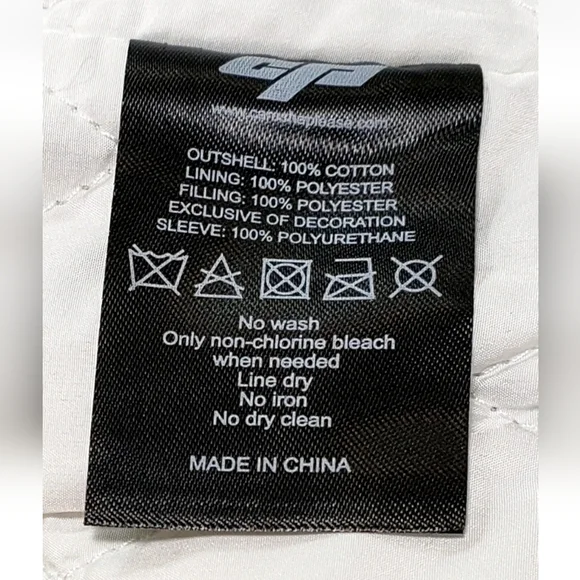 OUTSHELL: 100% COTTON
LINING: 100% POLYESTER
FILLING: 100% POLYESTER
EXCLUSIVE OF DECORATION
SLEEVE: 100% POLYURETHANE
No wash
Only non-chlorine bleach
when needed
Line dry
No iron
No dry clean
MADE IN CHINA